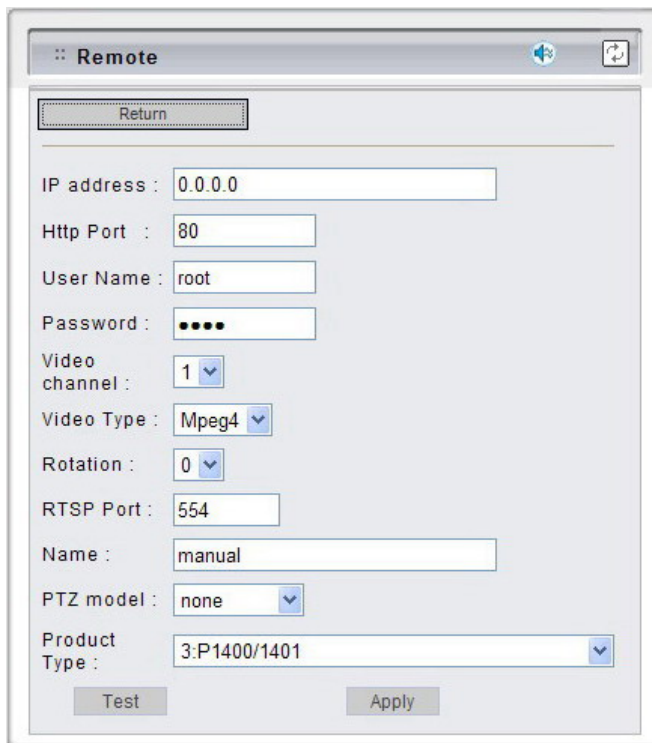 :: Remote
Return
IP address : 0.0.0.0
Http Port : 80
User Name : root
Password : ••••
Video
channel : 1
Video Type : Mpeg4
Rotation : 0
RTSP Port : 554
Name : manual
PTZ model : none
Product
Type : 3:P1400/1401
Test Apply